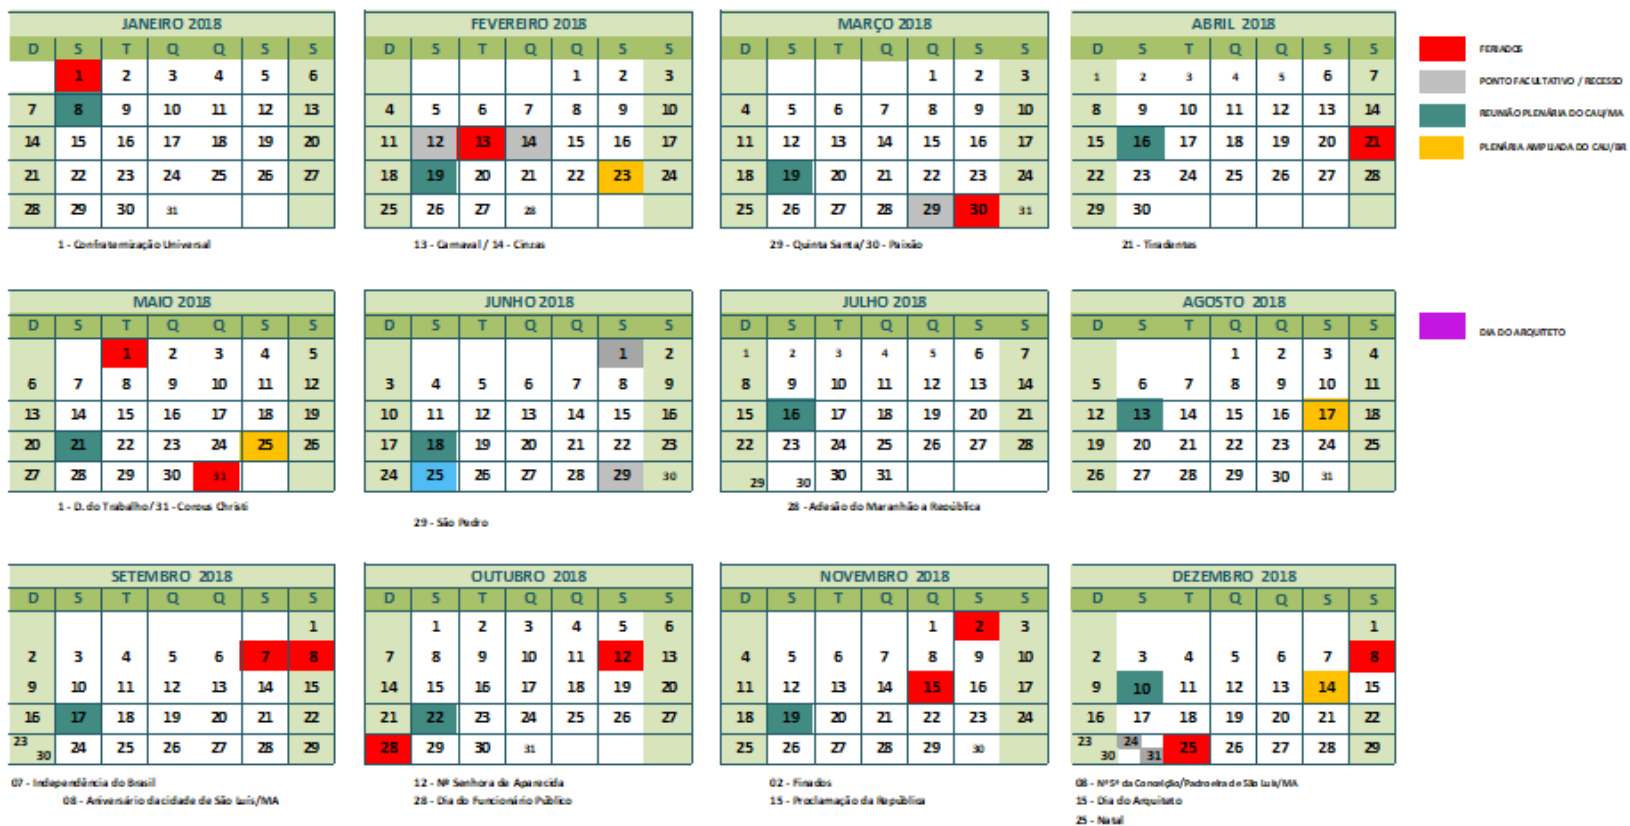 JANEIRO 2018
D S T Q Q S S
1 2 3 4 5 6
7 8 9 10 11 12 13
14 15 16 17 18 19 20
21 22 23 24 25 26 27
28 29 30 31
1 - Confraternização Universal
FEVEREIRO 2018
D S T Q Q S S
1 2 3
4 5 6 7 8 9 10
11 12 13 14 15 16 17
18 19 20 21 22 23 24
25 26 27 28
13 - Carnaval / 14 - Cinzas
MARÇO 2018
D S T Q Q S S
1 2 3
4 5 6 7 8 9 10
11 12 13 14 15 16 17
18 19 20 21 22 23 24
25 26 27 28 29 30 31
29 - Quinta Santa/ 30 - Paixão
ABRIL 2018
D S T Q Q S S
1 2 3 4 5 6 7
8 9 10 11 12 13 14
15 16 17 18 19 20 21
22 23 24 25 26 27 28
29 30
21 - Tiradentes
FERIADOS
PONTO FACULTATIVO / RECESSO
REUNIÃO PLENÁRIA DO CAU/MA
PLENÁRIA AMPLIADA DO CAU/BR
MAIO 2018
D S T Q Q S S
1 2 3 4 5
6 7 8 9 10 11 12
13 14 15 16 17 18 19
20 21 22 23 24 25 26
27 28 29 30 31
1 - D. do Trabalho/ 31 - Corpus Christi
JUNHO 2018
D S T Q Q S S
1 2
3 4 5 6 7 8 9
10 11 12 13 14 15 16
17 18 19 20 21 22 23
24 25 26 27 28 29 30
29 - São Pedro
JULHO 2018
D S T Q Q S S
1 2 3 4 5 6 7
8 9 10 11 12 13 14
15 16 17 18 19 20 21
22 23 24 25 26 27 28
29 30 30 31
28 - Adesão do Maranhão a República
AGOSTO 2018
D S T Q Q S S
1 2 3 4
5 6 7 8 9 10 11
12 13 14 15 16 17 18
19 20 21 22 23 24 25
26 27 28 29 30 31
DIA DO ARQUITETO
SETEMBRO 2018
D S T Q Q S S
1
2 3 4 5 6 7 8
9 10 11 12 13 14 15
16 17 18 19 20 21 22
23 30 24 25 26 27 28 29
07 - Independência do Brasil
08 - Aniversário da cidade de São Luís/MA
OUTUBRO 2018
D S T Q Q S S
1 2 3 4 5 6
7 8 9 10 11 12 13
14 15 16 17 18 19 20
21 22 23 24 25 26 27
28 29 30 31
12 - Nª Senhora de Aparecida
28 - Dia do Funcionário Público
NOVEMBRO 2018
D S T Q Q S S
1 2 3
4 5 6 7 8 9 10
11 12 13 14 15 16 17
18 19 20 21 22 23 24
25 26 27 28 29 30
02 - Finados
15 - Proclamação da República
DEZEMBRO 2018
D S T Q Q S S
1
2 3 4 5 6 7 8
9 10 11 12 13 14 15
16 17 18 19 20 21 22
23 30 24 31 25 26 27 28 29
08 - NªSª da Conceição/Padroeira de São Luis/MA
15 - Dia do Arquiteto
25 - Natal